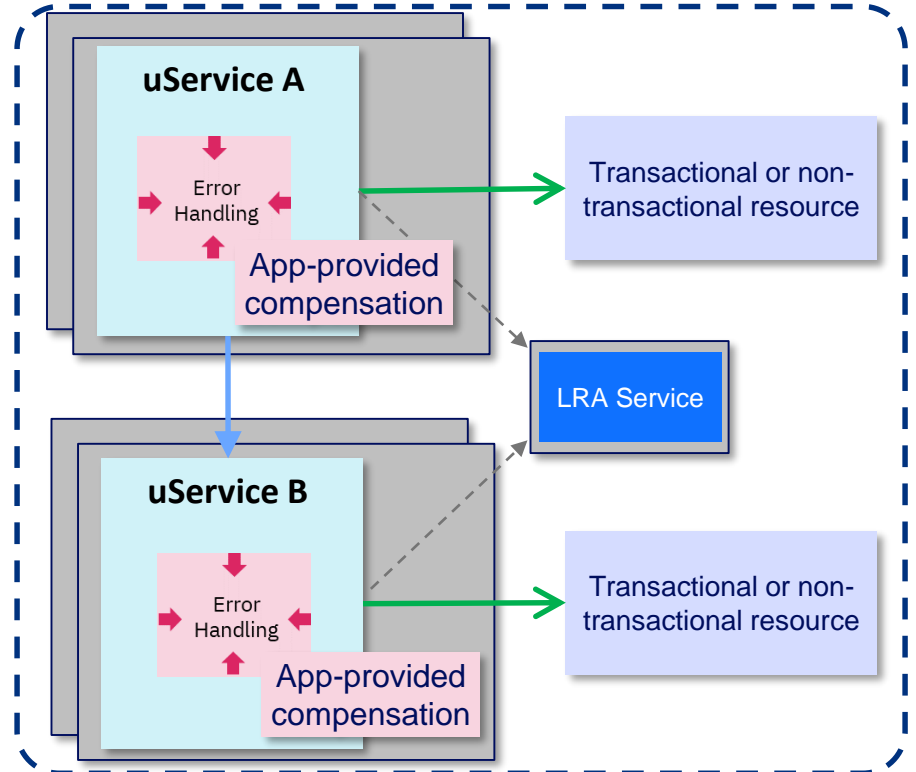 uService A
Error
Handling
App-provided
compensation
Transactional or non-
transactional resource
LRA Service
uService B
Error
Handling
App-provided
compensation
Transactional or non-
transactional resource